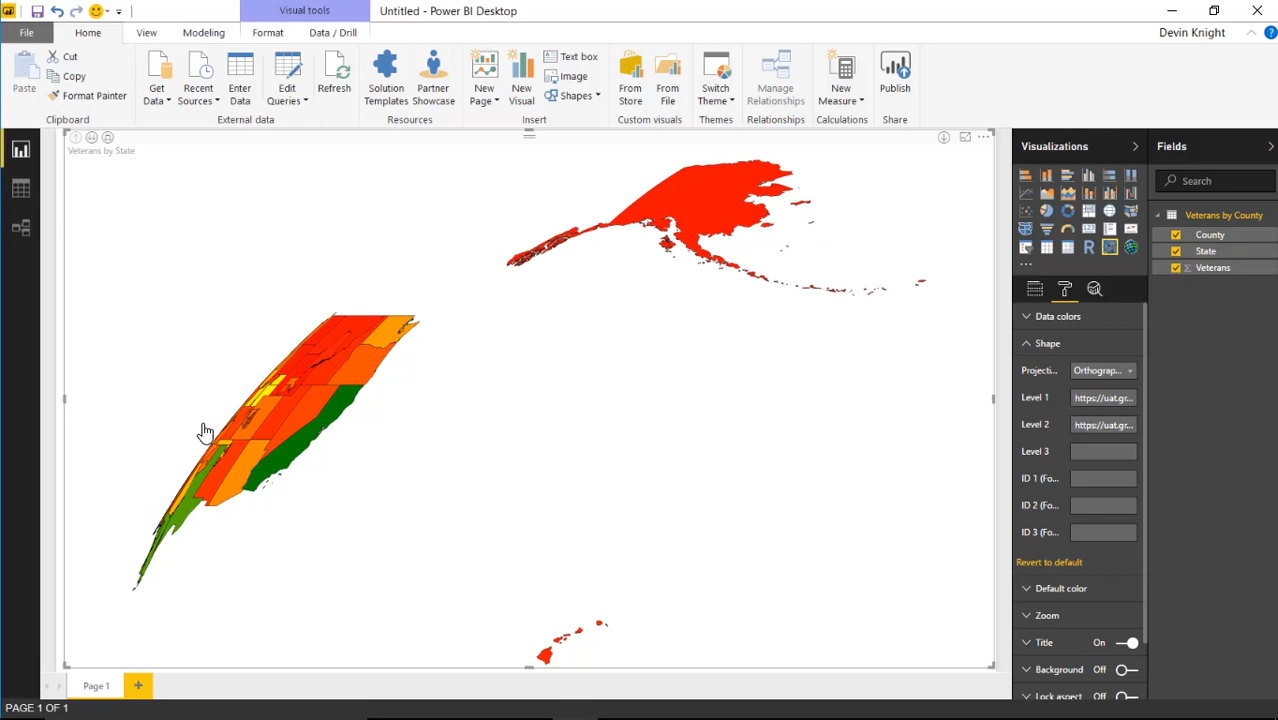 Visual tools
Untitled - Power BI Desktop
File
Home
View
Modeling
Format
Data / Drill
Devin Knight
Paste
Cut
Copy
Format Painter
Clipboard
Get Data
Recent Sources
Enter Data
Edit Queries
Refresh
External data
Solution Templates
Partner Showcase
Resources
New Page
New Visual
Text box
Image
Shapes
Insert
From Store
From File
Custom visuals
Switch Theme
Themes
Manage Relationships
Relationships
New Measure
Calculations
Publish
Share
Veterans by State
Visualizations
R
Data colors
Shape
Projecti...
Orthograp...
Level 1
https://uat.gr...
Level 2
https://uat.gr...
Level 3
ID 1 (Fo...
ID 2 (Fo...
ID 3 (Fo...
Revert to default
Default color
Zoom
Title
On
Background
Off
Lock aspect
Off
Fields
Search
Veterans by County
County
State
Σ Veterans
Page 1
PAGE 1 OF 1